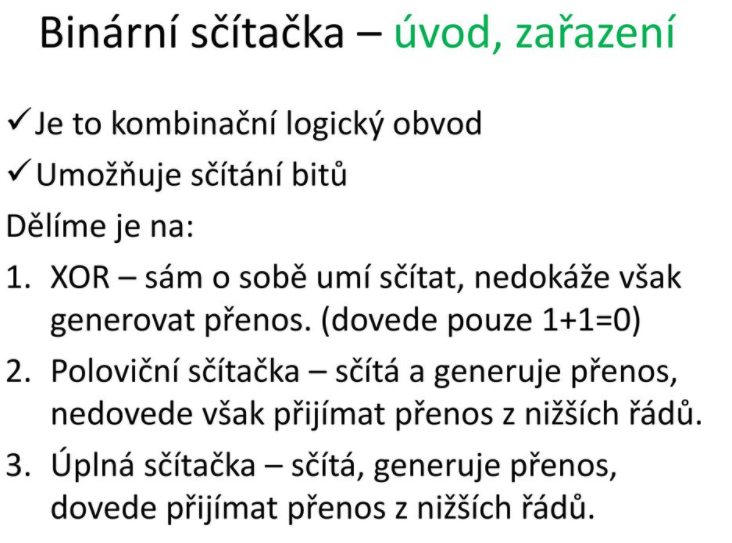 Binární sčítačka – úvod, zařazení
✓Je to kombinační logický obvod
✓Umožňuje sčítání bitů
Dělíme je na:
1. XOR – sám o sobě umí sčítat, nedokáže však
generovat přenos. (dovede pouze 1+1=0)
2. Poloviční sčítačka – sčítá a generuje přenos,
nedovede však přijímat přenos z nižších řádů.
3. Úplná sčítačka – sčítá, generuje přenos,
dovede přijímat přenos z nižších řádů.